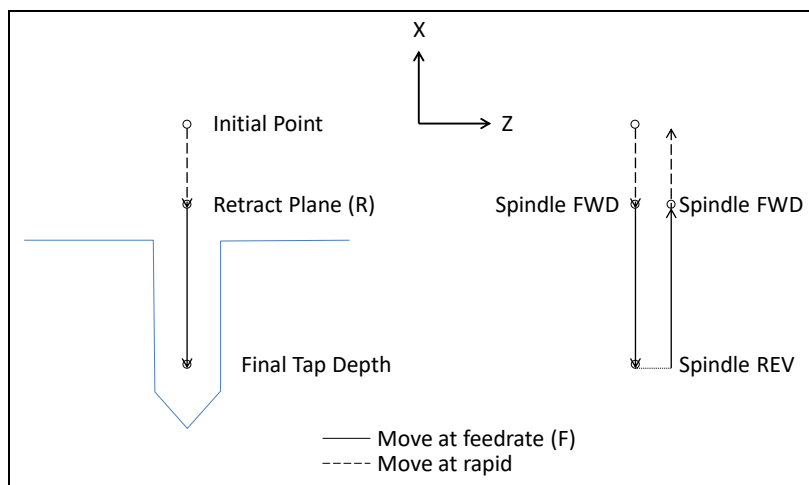 X
Z
Initial Point
Retract Plane (R)
Spindle FWD
Spindle FWD
Final Tap Depth
Spindle REV
Move at feedrate (F)
Move at rapid